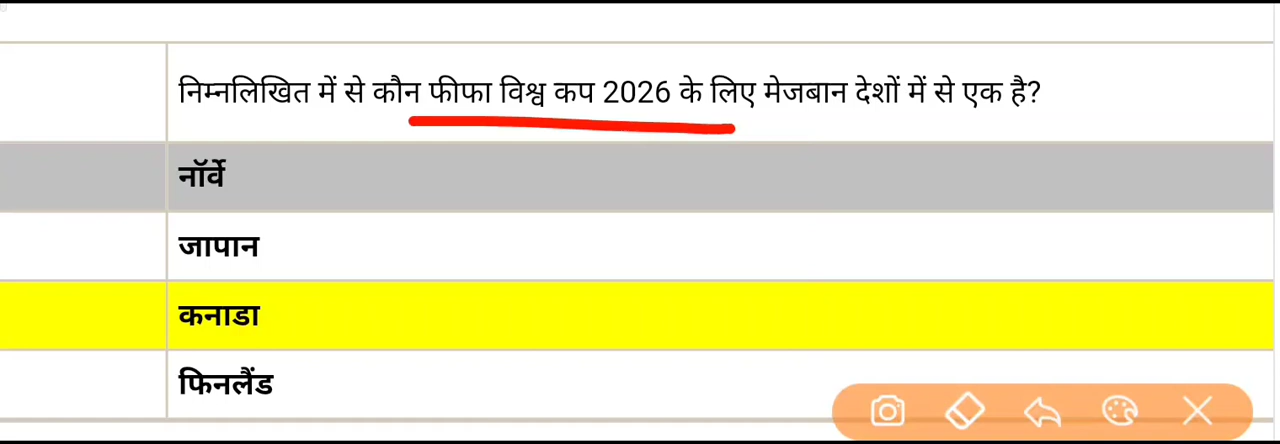 निम्नलिखित में से कौन फीफा विश्व कप 2026 के लिए मेजबान देशों में से एक है?
नॉर्वे
जापान
कनाडा
फिनलैंड